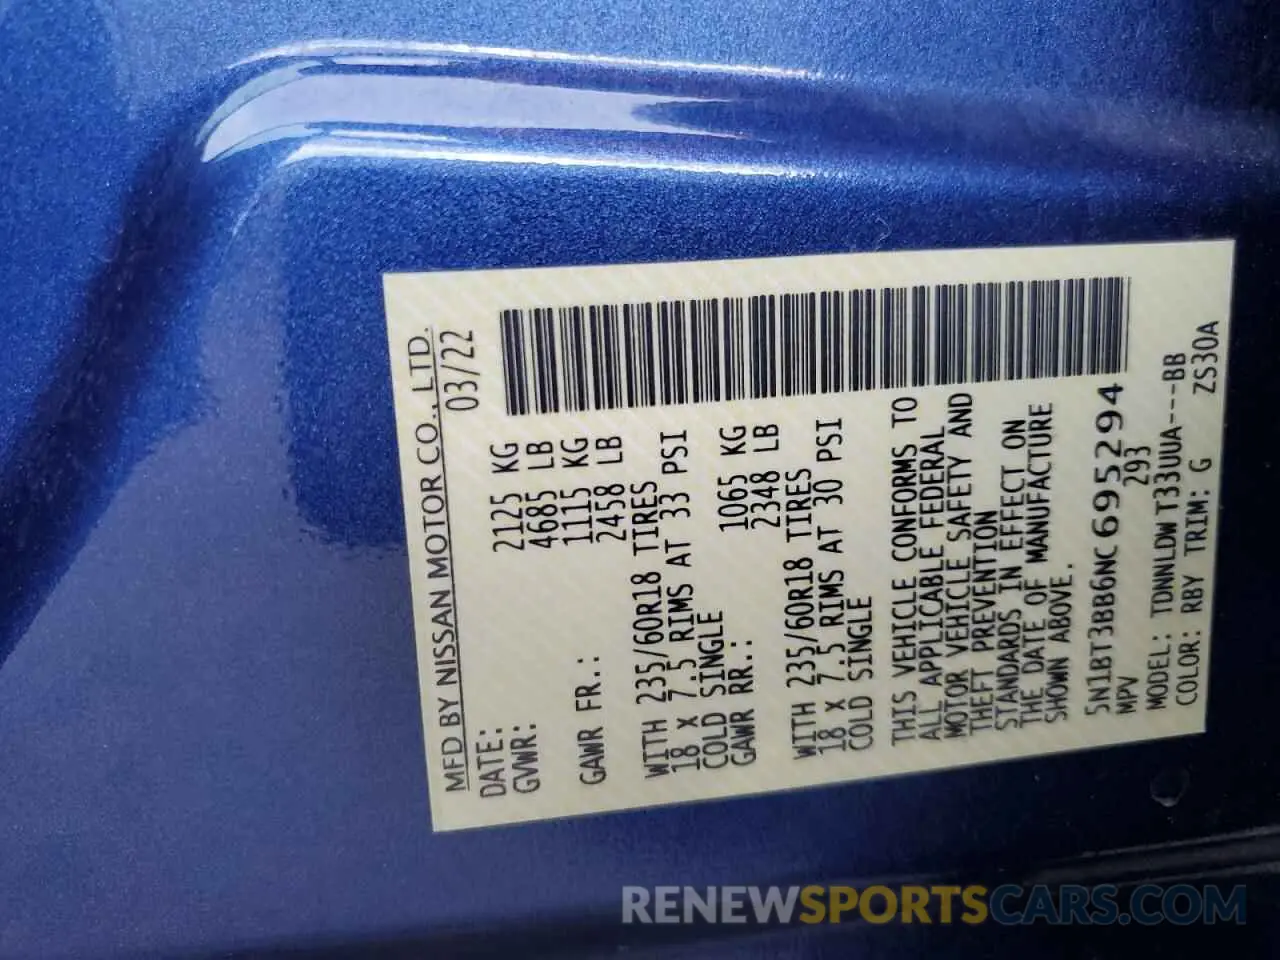 MFD BY NISSAN MOTOR CO., LTD.
DATE: 03/22
GVWR: 2125 KG
4685 LB
GAWR FR.: 1115 KG
2458 LB
WITH 235/60R18 TIRES
18 X 7.5 RIMS AT 33 PSI
COLD SINGLE
GAWR RR.: 1065 KG
2348 LB
WITH 235/60R18 TIRES
18 X 7.5 RIMS AT 30 PSI
COLD SINGLE
THIS VEHICLE CONFORMS TO
ALL APPLICABLE FEDERAL
MOTOR VEHICLE SAFETY AND
THEFT PREVENTION
STANDARDS IN EFFECT ON
THE DATE OF MANUFACTURE
SHOWN ABOVE.
5N1BT3BB6NC695294
MPV 293
MODEL: TDNNLDWT33UUA---BB
COLOR: RBY TRIM: G ZS30A
RENEWSPORTSCARS.COM